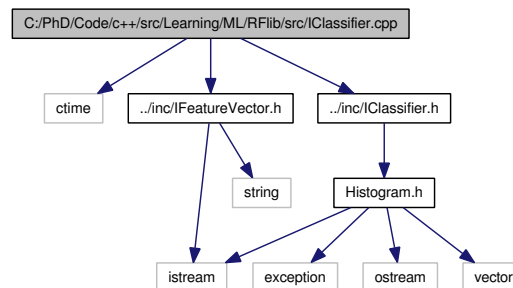 C:/PhD/Code/c++/src/Learning/ML/RFlib/src/IClassifier.cpp
ctime
../inc/IFeatureVector.h
../inc/IClassifier.h
string
Histogram.h
istream
exception
ostream
vector